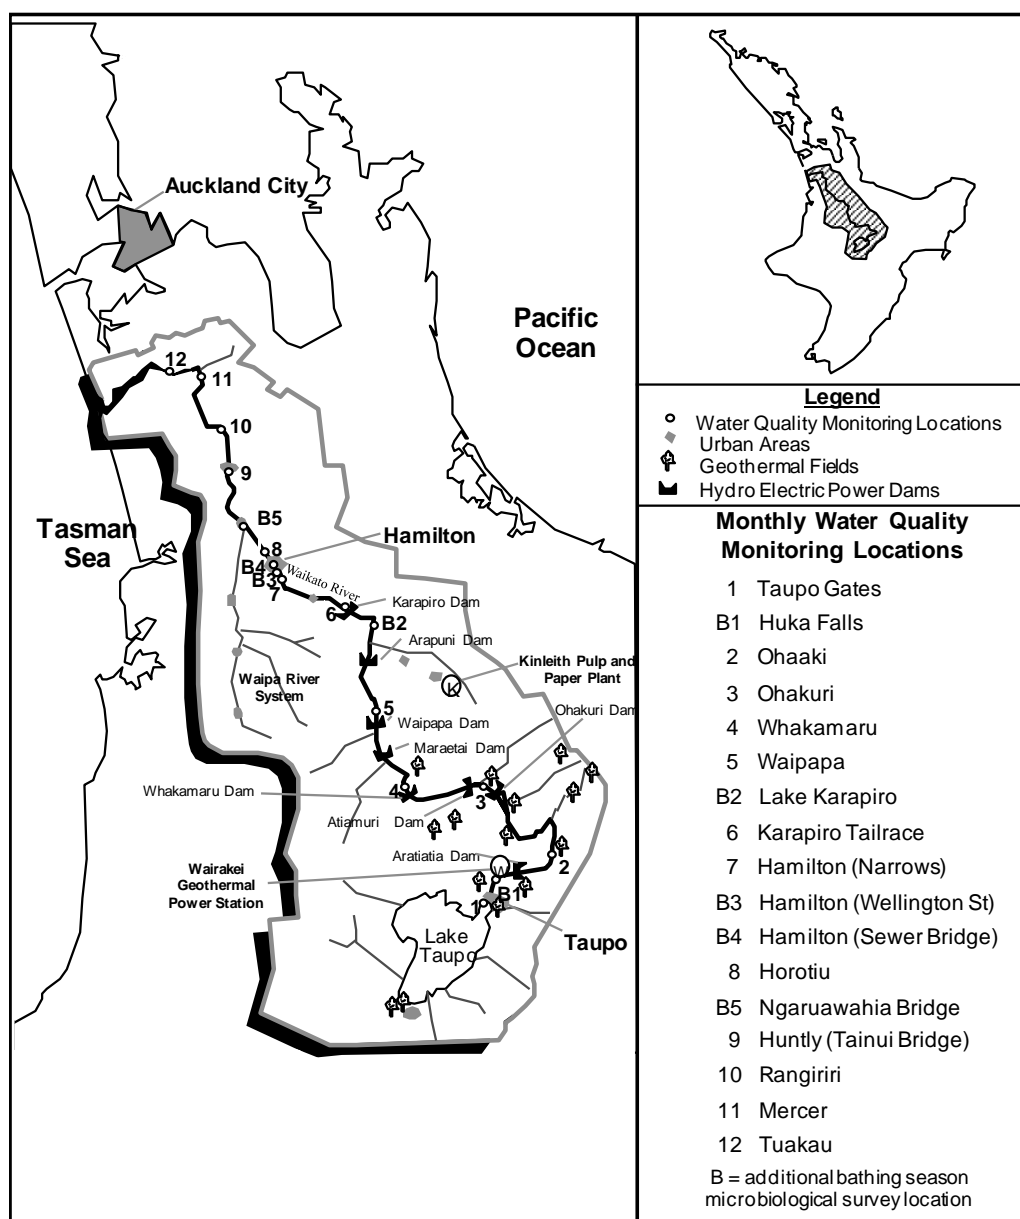 Auckland City
Pacific
Ocean
12
11
10
9
Tasman
Sea
B5
8
Hamilton
B4
B3
Waikato River
7
6
Karapiro Dam
B2
Arapuni Dam
Kinleith Pulp and
Paper Plant
K
Waipa River
System
Ohakuri Dam
5
Waipapa Dam
Maraetai Dam
Whakamaru Dam
4
3
Atiamuri Dam
Aratiatia Dam
2
Wairakei
Geothermal
Power Station
W
B1
1
Lake
Taupo
Taupo
Legend
Water Quality Monitoring Locations
Urban Areas
Geothermal Fields
Hydro Electric Power Dams
Monthly Water Quality
Monitoring Locations
1 Taupo Gates
B1 Huka Falls
2 Ohaaki
3 Ohakuri
4 Whakamaru
5 Waipapa
B2 Lake Karapiro
6 Karapiro Tailrace
7 Hamilton (Narrows)
B3 Hamilton (Wellington St)
B4 Hamilton (Sewer Bridge)
8 Horotiu
B5 Ngaruawahia Bridge
9 Huntly (Tainui Bridge)
10 Rangiriri
11 Mercer
12 Tuakau
B = additional bathing season
microbiological survey location